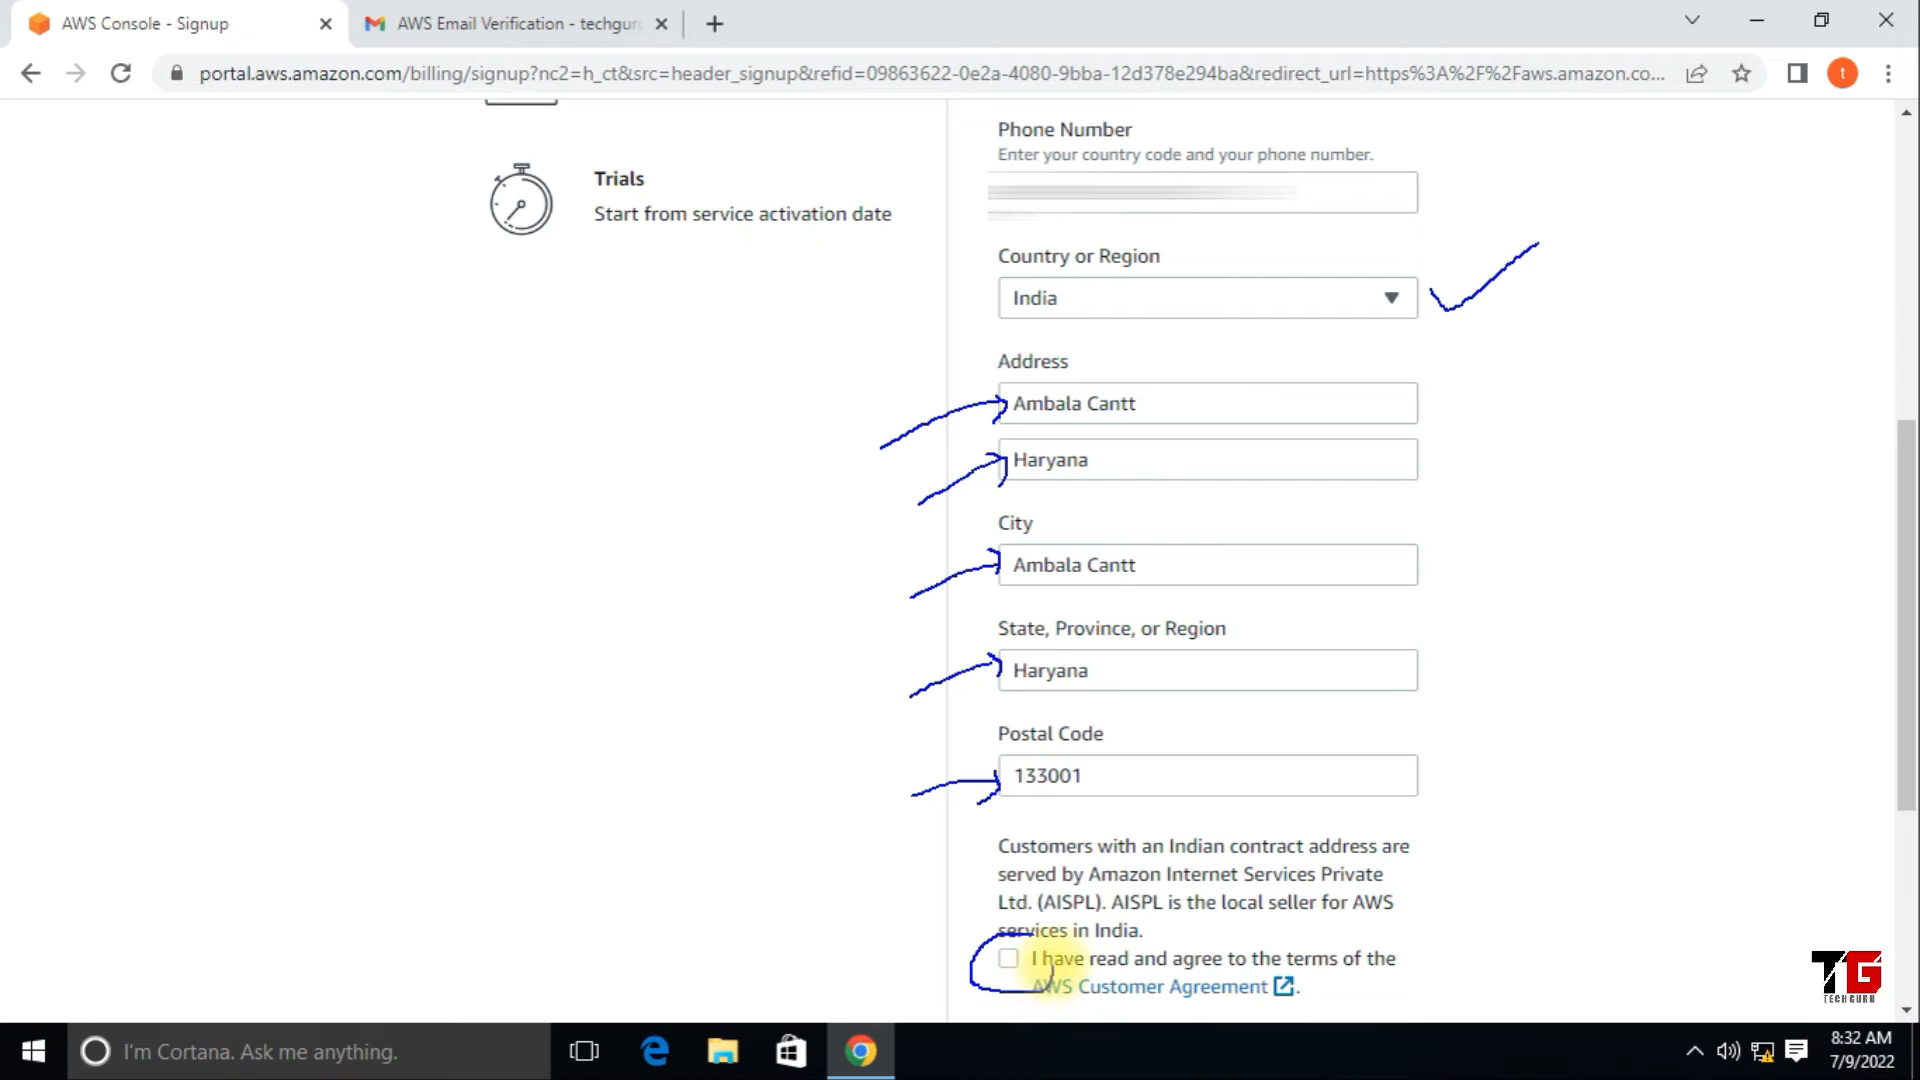 AWS Console - Signup
AWS Email Verification - techgur
portal.aws.amazon.com/billing/signup?nc2=h_ct&src=header_signup&refid=09863622-0e2a-4080-9bba-12d378e294ba&redirect_url=https%3A%2F%2Faws.amazon.co...
t
Phone Number
Enter your country code and your phone number.
Trials
Start from service activation date
Country or Region
India
Address
Ambala Cantt
Haryana
City
Ambala Cantt
State, Province, or Region
Haryana
Postal Code
133001
Customers with an Indian contract address are
served by Amazon Internet Services Private
Ltd. (AISPL). AISPL is the local seller for AWS
services in India.
I have read and agree to the terms of the
AWS Customer Agreement.
TG
TECH GURU
I'm Cortana. Ask me anything.
8:32 AM
7/9/2022